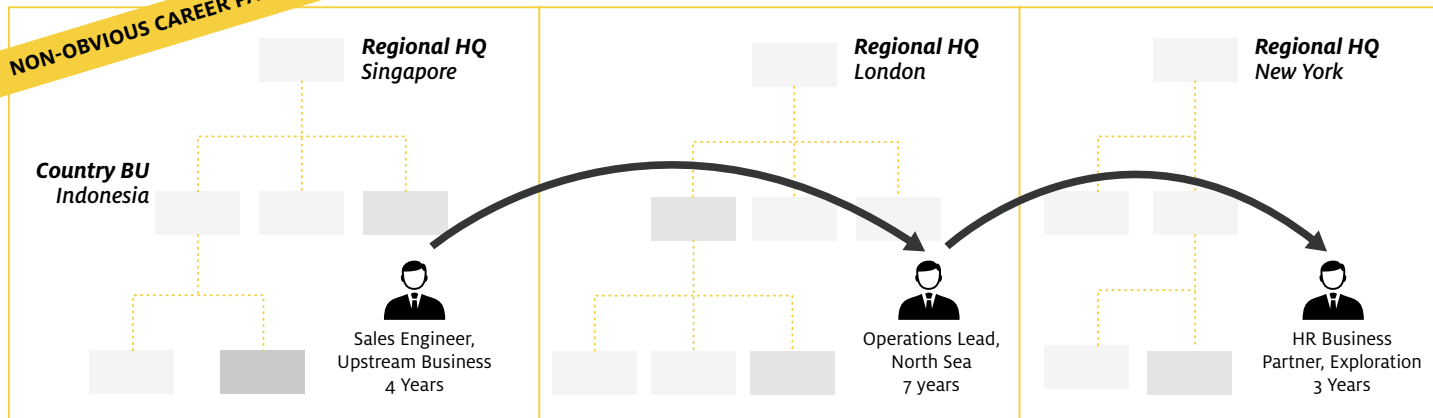 NON-OBVIOUS CAREER
Regional HQ
Singapore
Country BU
Indonesia
Sales Engineer,
Upstream Business
4 Years
Regional HQ
London
Operations Lead,
North Sea
7 years
Regional HQ
New York
HR Business
Partner, Exploration
3 Years